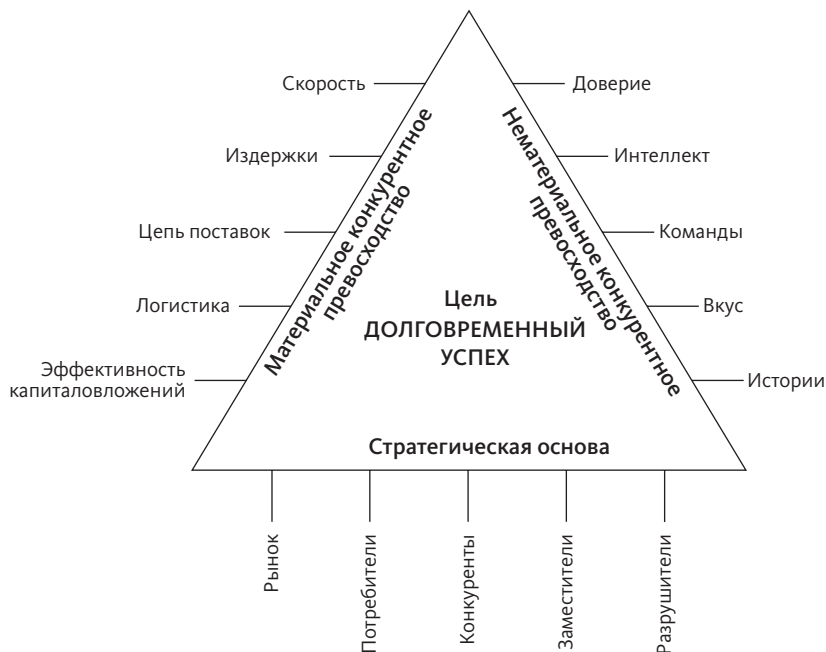 Скорость
Издержки
Цепь поставок
Логистика
Эффективность
капиталовложений
Материальное конкурентное
превосходство
Доверие
Интеллект
Команды
Вкус
Истории
Нематериальное конкурентное
превосходство
Цель
ДОЛГОВРЕМЕННЫЙ
УСПЕХ
Стратегическая основа
Рынок
Потребители
Конкуренты
Заместители
Разрушители